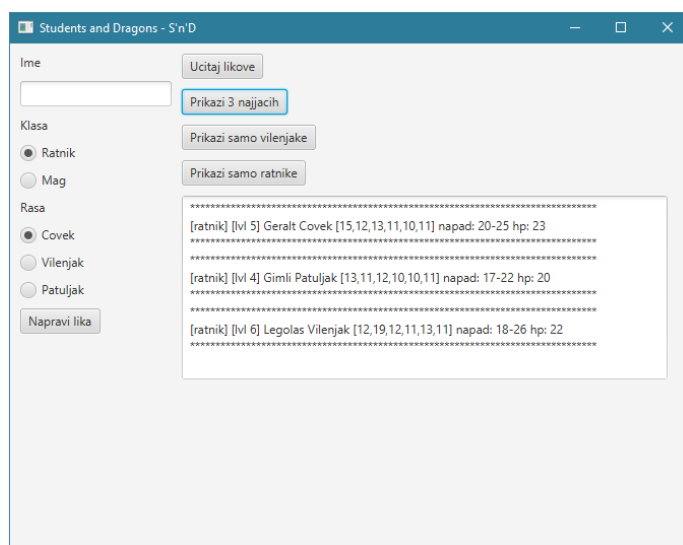 Students and Dragons - S'n'D
Ime
Klasa
Ratnik
Mag
Rasa
Covek
Vilenjak
Patuljak
Napravi lika
Ucitaj likove
Prikazi 3 najjacih
Prikazi samo vilenjake
Prikazi samo ratnike
********************************************************************************
[ratnik] [lvl 5] Geralt Covek [15,12,13,11,10,11] napad: 20-25 hp: 23
********************************************************************************
********************************************************************************
[ratnik] [lvl 4] Gimli Patuljak [13,11,12,10,10,11] napad: 17-22 hp: 20
********************************************************************************
********************************************************************************
[ratnik] [lvl 6] Legolas Vilenjak [12,19,12,11,13,11] napad: 18-26 hp: 22
********************************************************************************